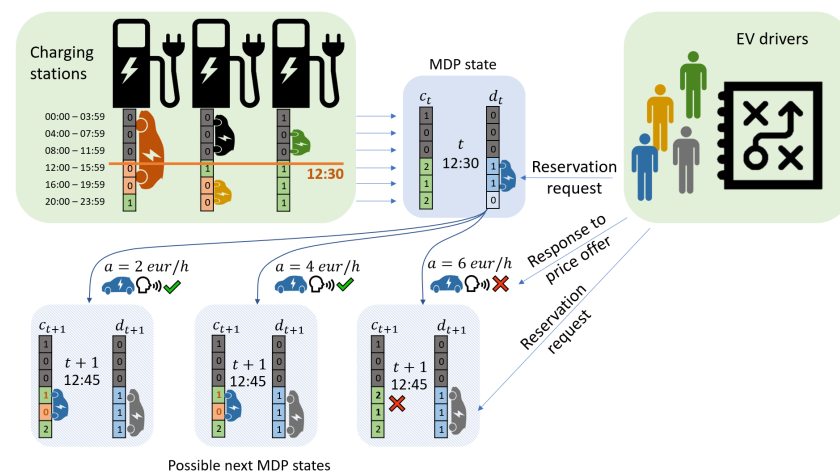 Charging
stations
00:00 – 03:59 0 0 1
04:00 – 07:59 0 0 0
08:00 – 11:59 0 0 0
12:00 – 15:59 0 1 1
16:00 – 19:59 0 0 1
20:00 – 23:59 1 0 1
12:30
MDP state
c_t d_t
1 0
0 0
0 0
2 1
1 1
2 0
t
12:30
EV drivers
Reservation
request
Response to
price offer
Reservation
request
a = 2 eur/h
a = 4 eur/h
a = 6 eur/h
c_{t+1} d_{t+1}
1 0
0 0
0 0
1 1
0 1
2 1
t + 1
12:45
c_{t+1} d_{t+1}
1 0
0 0
0 0
1 1
0 1
2 1
t + 1
12:45
c_{t+1} d_{t+1}
1 0
0 0
0 0
2 1
1 1
2 1
t + 1
12:45
Possible next MDP states